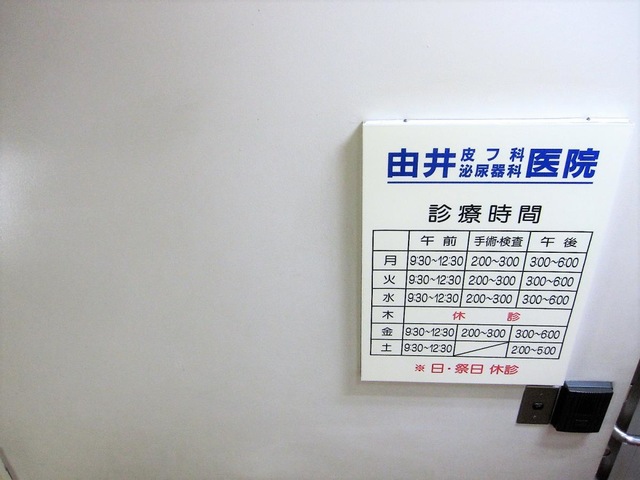 由井 皮フ科 泌尿器科 医院
診療時間
午前 手術・検査 午後
月 9:30~12:30 2:00~3:00 3:00~6:00
火 9:30~12:30 2:00~3:00 3:00~6:00
水 9:30~12:30 2:00~3:00 3:00~6:00
木 休診
金 9:30~12:30 2:00~3:00 3:00~6:00
土 9:30~12:30 2:00~5:00
※ 日・祭日 休診